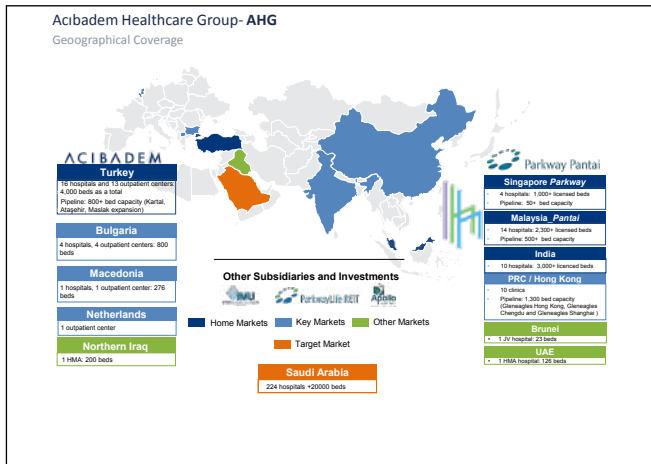 Acıbadem Healthcare Group- AHG
Geoographical Coverage
ACIBADEM
Turkey
16 hospitals and 13 outpatient centers:
4,000 beds as a total
Pipeline: 800+ bed capacity (Kartal,
Ataşehir, Maslak expansion)
Bulgaria
4 hospitals, 4 outpatient centers: 800
beds
Macedonia
1 hospitals, 1 outpatient center: 276
beds
Netherlands
1 outpatient center
Northern Iraq
1 HMA: 200 beds
Other Subsidiaries and Investments
IMU
ParkwayLife REIT
Apollo
Home Markets
Key Markets
Other Markets
Target Market
Saudi Arabia
224 hospitals +20000 beds
Parkway Pantai
Singapore Parkway
4 hospitals: 1,000+ licensed beds
Pipeline: 50+ bed capacity
Malaysia_Pantai
14 hospitals: 2,300+ licensed beds
Pipeline: 500+ bed capacity
India
10 hospitals: 3,000+ licensed beds
PRC / Hong Kong
10 clinics
Pipeline: 1,300 bed capacity
(Gleneagles Hong Kong, Gleneagles
Chengdu and Gleneagles Shanghai )
Brunei
1 JV hospital: 23 beds
UAE
1 HMA hospital: 126 beds